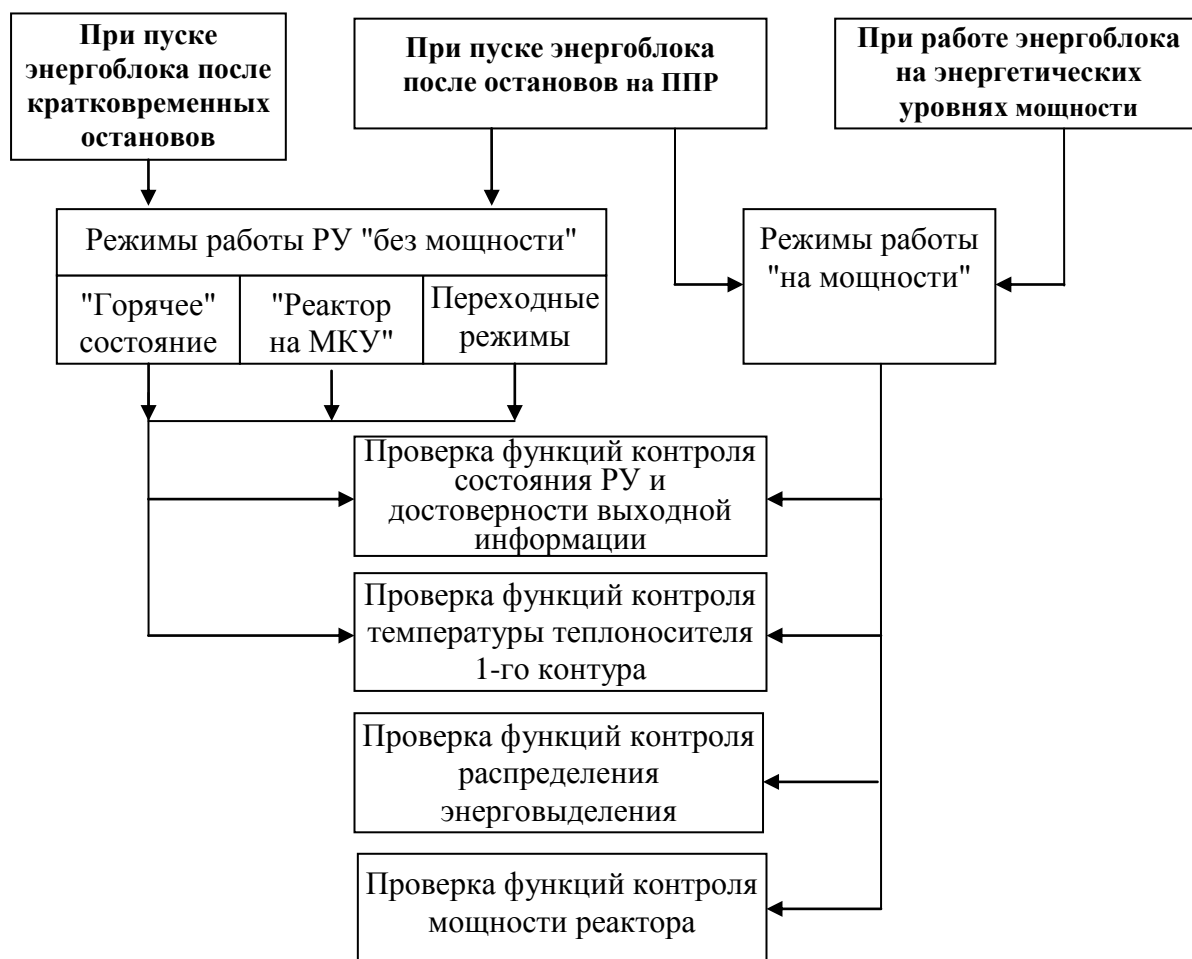 При пуске
энергоблока после
кратковременных
остановов
При пуске энергоблока
после остановов на ППР
При работе энергоблока
на энергетических
уровнях мощности
Режимы работы РУ "без мощности"
"Горячее"
состояние
"Реактор
на МКУ"
Переходные
режимы
Режимы работы
"на мощности"
Проверка функций контроля
состояния РУ и
достоверности выходной
информации
Проверка функций контроля
температуры теплоносителя
1-го контура
Проверка функций контроля
распределения
энерговыделения
Проверка функций контроля
мощности реактора